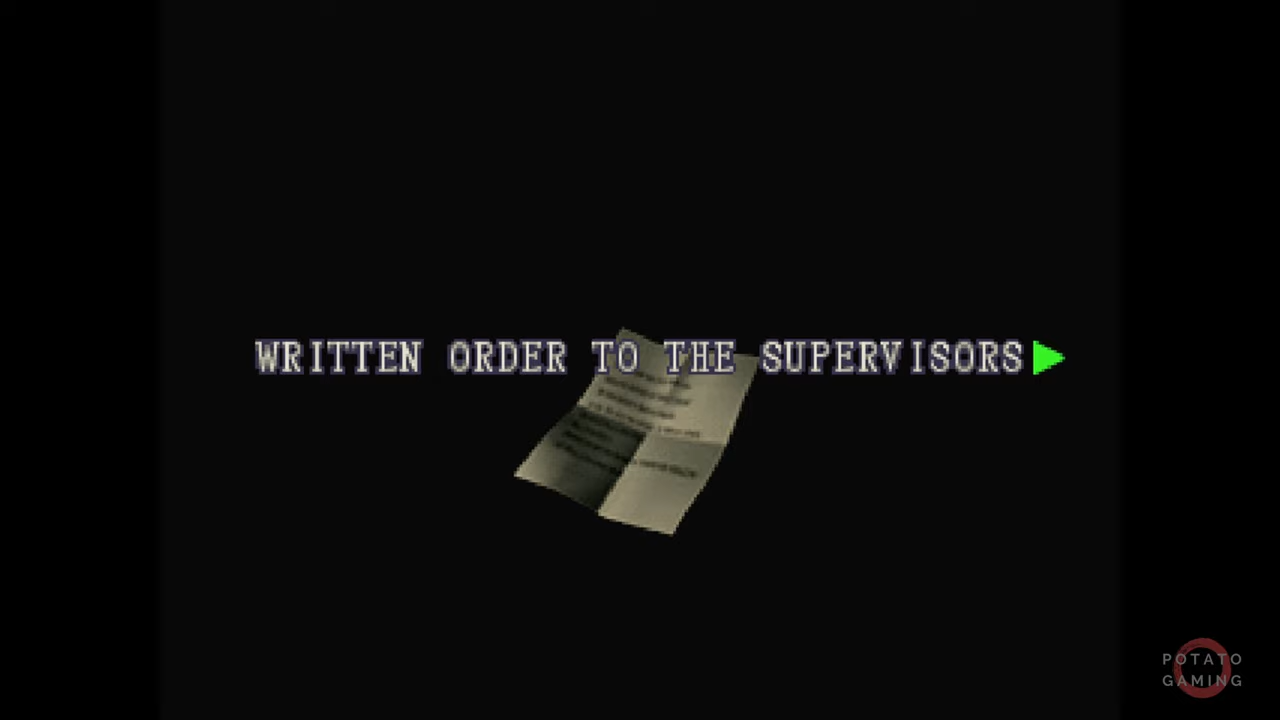 WRITTEN ORDER TO THE SUPERVISORS
POTATO
GAMING